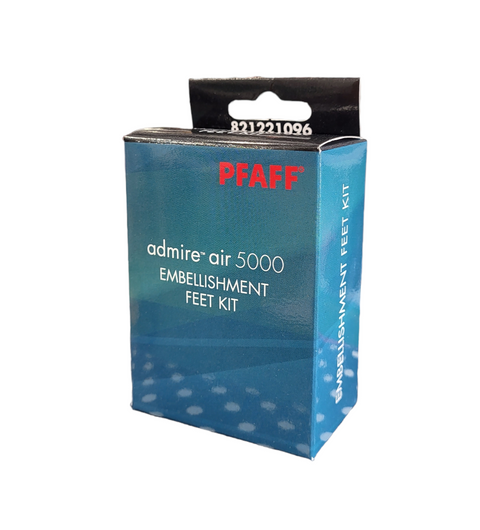 821221096
PFAFF®
admire™ air 5000
EMBELLISHMENT
FEET KIT
EMBELLISHMENT FEET KIT